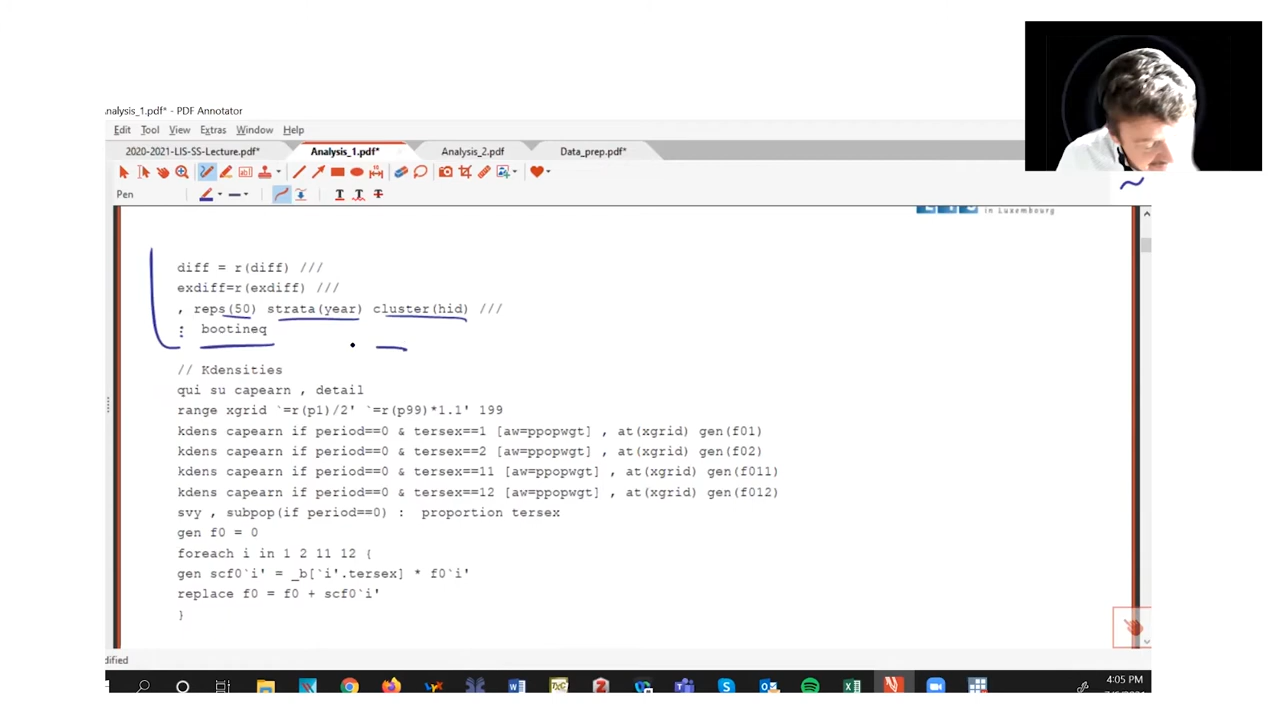 nalysis_1.pdf* - PDF Annotator
Edit Tool View Extras Window Help
2020-2021-LIS-SS-Lecture.pdf* Analysis_1.pdf* Analysis_2.pdf Data_prep.pdf*
Pen
in Luxembourg
diff = r(diff) ///
exdiff=r(exdiff) ///
, reps(50) strata(year) cluster(hid) ///
: bootineq
// Kdensities
qui su capearn , detail
range xgrid `=r(p1)/2' `=r(p99)*1.1' 199
kdens capearn if period==0 & tersex==1 [aw=ppopwgt] , at(xgrid) gen(f01)
kdens capearn if period==0 & tersex==2 [aw=ppopwgt] , at(xgrid) gen(f02)
kdens capearn if period==0 & tersex==11 [aw=ppopwgt] , at(xgrid) gen(f011)
kdens capearn if period==0 & tersex==12 [aw=ppopwgt] , at(xgrid) gen(f012)
svy , subpop(if period==0) : proportion tersex
gen f0 = 0
foreach i in 1 2 11 12 {
gen scf0`i' = _b[`i'.tersex] * f0`i'
replace f0 = f0 + scf0`i'
}
dified
4:05 PM